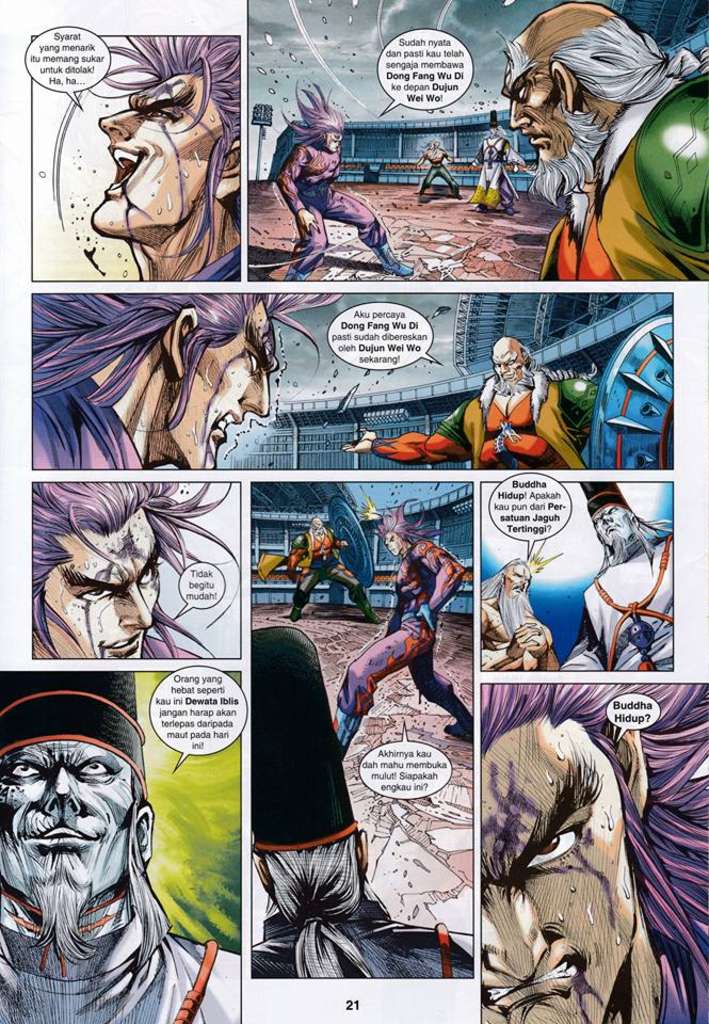 Syarat
yang menarik
itu memang sukar
untuk ditolak!
Ha, ha...
Sudah nyata
dan pasti kau telah
sengaja membawa
Dong Fang Wu Di
ke depan Dujun
Wei Wo!
Aku percaya
Dong Fang Wu Di
pasti sudah dibereskan
oleh Dujun Wei Wo
sekarang!
Tidak
begitu
mudah!
Orang yang
hebat seperti
kau ini Dewata Iblis
jangan harap akan
terlepas daripada
maut pada hari
ini!
Akhirnya kau
dah mahu membuka
mulut! Siapakah
engkau ini?
Buddha
Hidup! Apakah
kau pun dari Per-
satuan Jaguh
Tertinggi?
Buddha
Hidup?
21